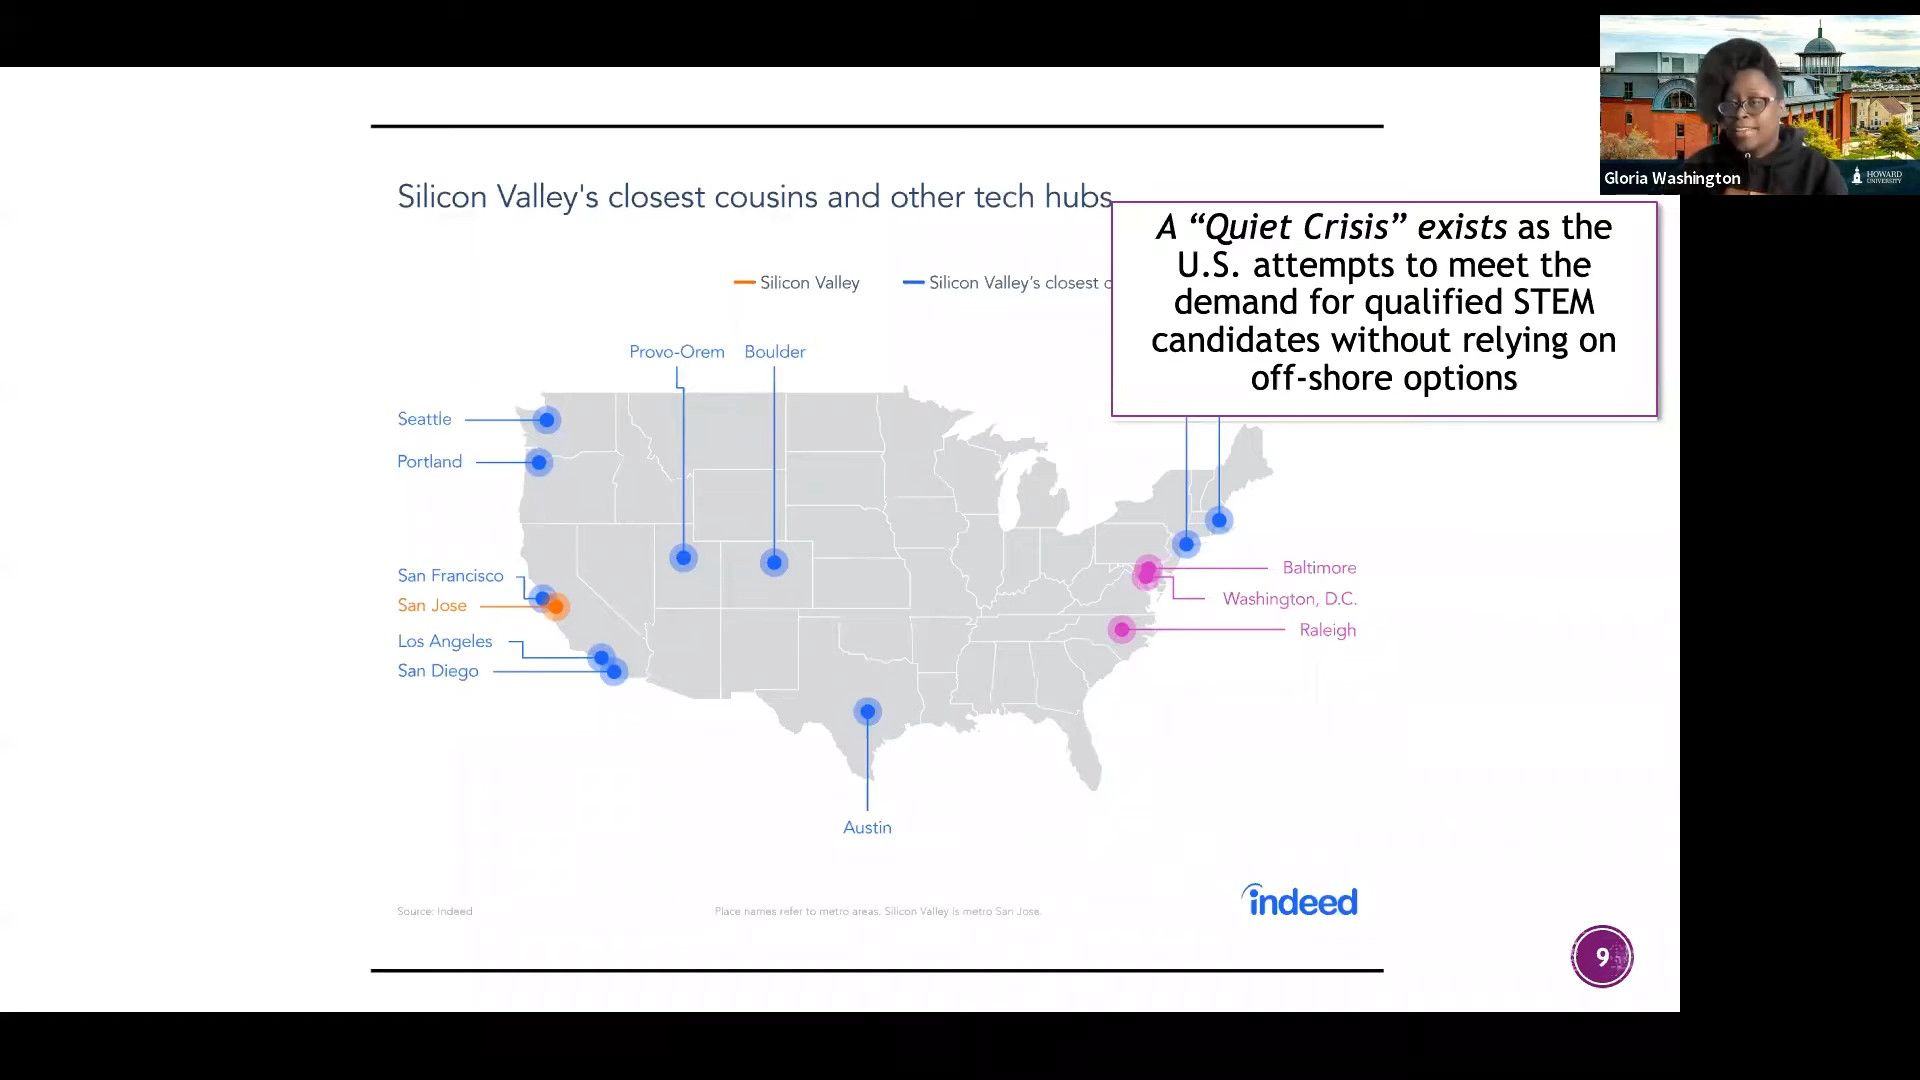 Gloria Washington
HOWARD
UNIVERSITY
Silicon Valley's closest cousins and other tech hubs
A “Quiet Crisis” exists as the
U.S. attempts to meet the
demand for qualified STEM
candidates without relying on
off-shore options
Silicon Valley
Silicon Valley's closest c
Provo-Orem
Boulder
Seattle
Portland
San Francisco
San Jose
Los Angeles
San Diego
Baltimore
Washington, D.C.
Raleigh
Austin
Source: Indeed
Place names refer to metro areas. Silicon Valley is metro San Jose.
indeed
9